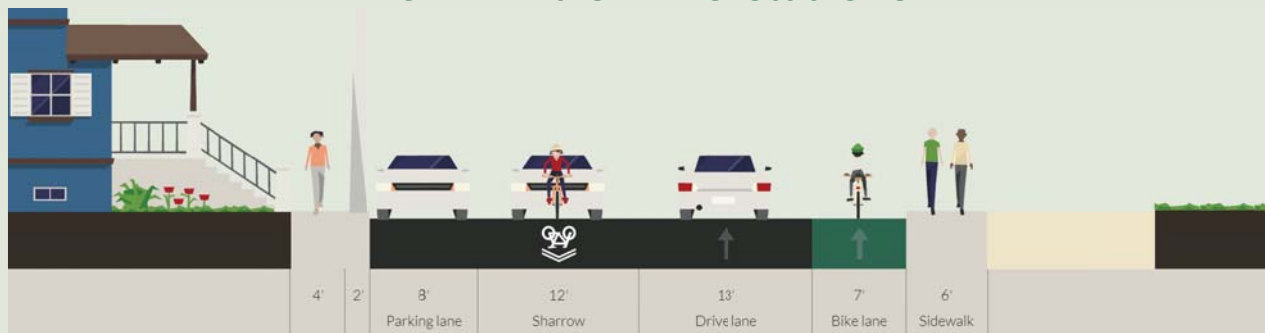 4' 2' 8' 12' 13' 7' 6'
Parking lane Sharrow Drive lane Bike lane Sidewalk